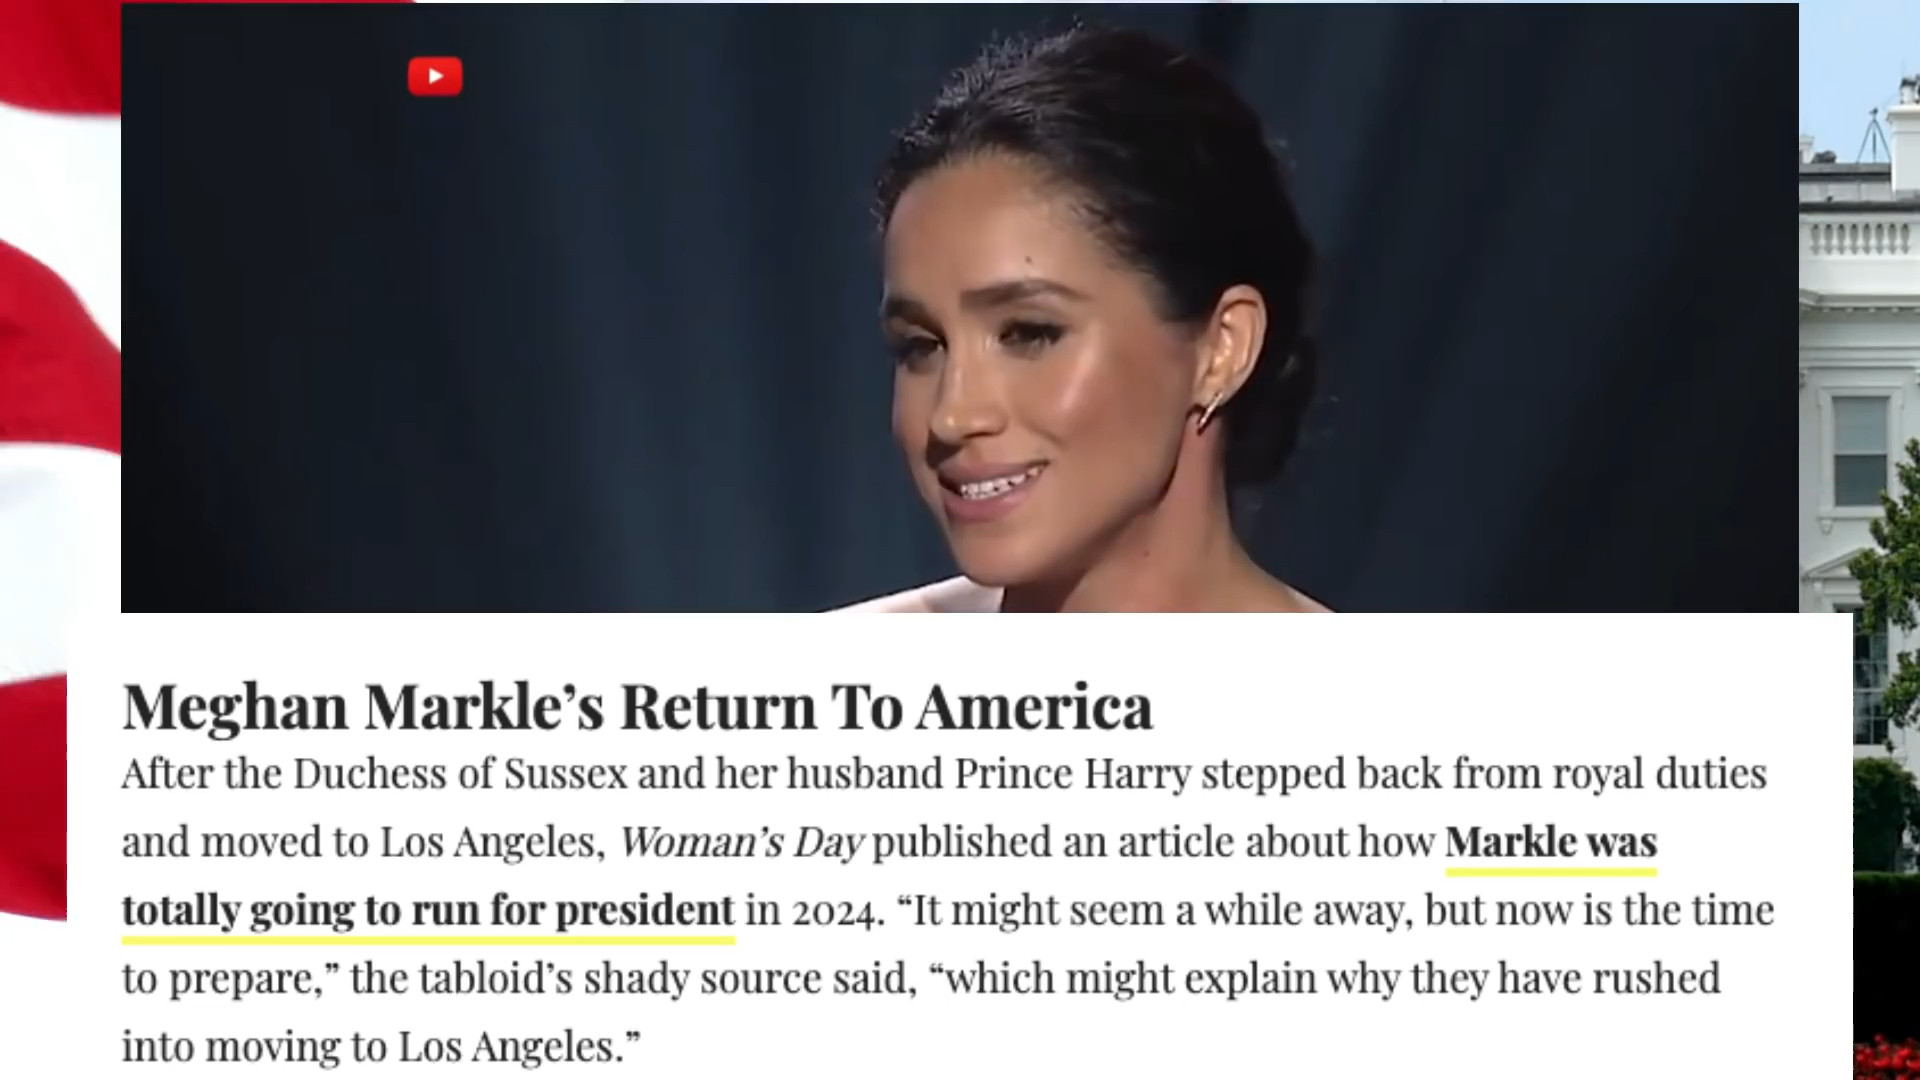 Meghan Markle’s Return To America
After the Duchess of Sussex and her husband Prince Harry stepped back from royal duties
and moved to Los Angeles, Woman’s Day published an article about how Markle was
totally going to run for president in 2024. “It might seem a while away, but now is the time
to prepare,” the tabloid’s shady source said, “which might explain why they have rushed
into moving to Los Angeles.”